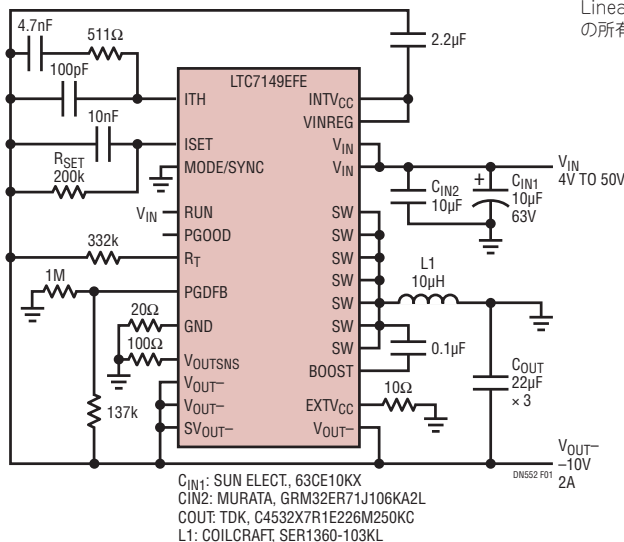 Linea
の所有
4.7nF
511Ω
100pF
10nF
RSET
200k
VIN
332k
1M
20Ω
100Ω
137k
LTC7149EFE
ITH
ISET
MODE/SYNC
RUN
PGOOD
RT
PGDFB
GND
VOUTSNS
VOUT–
VOUT–
SVOUT–
INTVCC
VINREG
VIN
VIN
SW
SW
SW
SW
SW
SW
SW
BOOST
EXTVCC
VOUT–
2.2µF
CIN2
10µF
+
CIN1
10µF
63V
VIN
4V TO 50V
L1
10µH
0.1µF
10Ω
COUT
22µF
× 3
VOUT–
–10V
2A
DN552 F01
CIN1: SUN ELECT., 63CE10KX
CIN2: MURATA, GRM32ER71J106KA2L
COUT: TDK, C4532X7R1E226M250KC
L1: COILCRAFT, SER1360-103KL